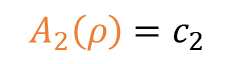 A₂(ρ) = c₂